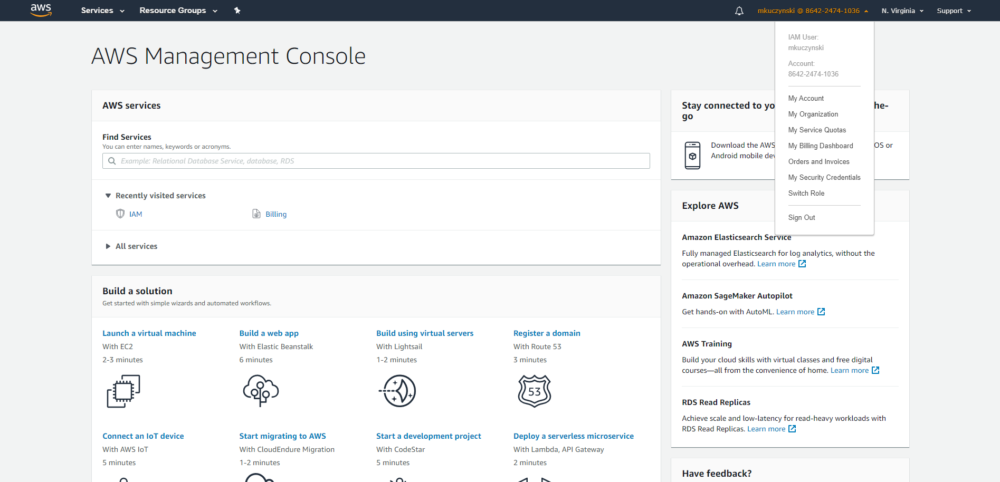 aws
Services
Resource Groups
mkuczynski @ 8642-2474-1036
N. Virginia
Support
IAM User:
mkuczynski
Account:
8642-2474-1036
My Account
My Organization
My Service Quotas
My Billing Dashboard
Orders and Invoices
My Security Credentials
Switch Role
Sign Out
AWS Management Console
AWS services
Find Services
You can enter names, keywords or acronyms.
Example: Relational Database Service, database, RDS
Recently visited services
IAM
Billing
All services
Build a solution
Get started with simple wizards and automated workflows.
Launch a virtual machine
With EC2
2-3 minutes
Build a web app
With Elastic Beanstalk
6 minutes
Build using virtual servers
With Lightsail
1-2 minutes
Register a domain
With Route 53
3 minutes
53
Connect an IoT device
With AWS IoT
5 minutes
Start migrating to AWS
With CloudEndure Migration
1-2 minutes
Start a development project
With CodeStar
5 minutes
Deploy a serverless microservice
With Lambda, API Gateway
2 minutes
Stay connected to yo he-
go
Download the AWS OS or
Android mobile dev
Explore AWS
Amazon Elasticsearch Service
Fully managed Elasticsearch for log analytics, without the
operational overhead. Learn more
Amazon SageMaker Autopilot
Get hands-on with AutoML. Learn more
AWS Training
Build your cloud skills with virtual classes and free digital
courses—all from the convenience of home. Learn more
RDS Read Replicas
Achieve scale and low-latency for read-heavy workloads with
RDS Read Replicas. Learn more
Have feedback?